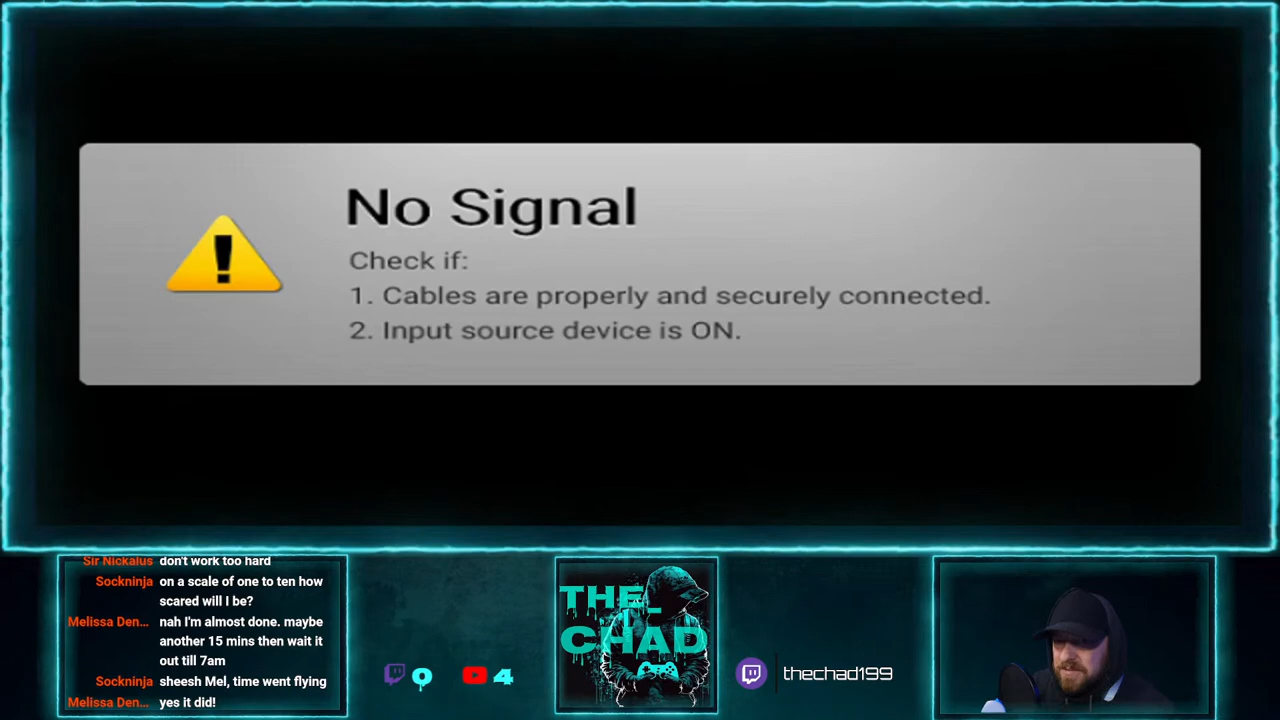 No Signal
Check if:
1. Cables are properly and securely connected.
2. Input source device is ON.
Sir Nickalus don't work too hard
Sockninja on a scale of one to ten how
scared will I be?
Melissa Den... nah I'm almost done. maybe
another 15 mins then wait it
out till 7am
Sockninja sheesh Mel, time went flying
Melissa Den... yes it did!
4
THE_
CHAD
thechad199